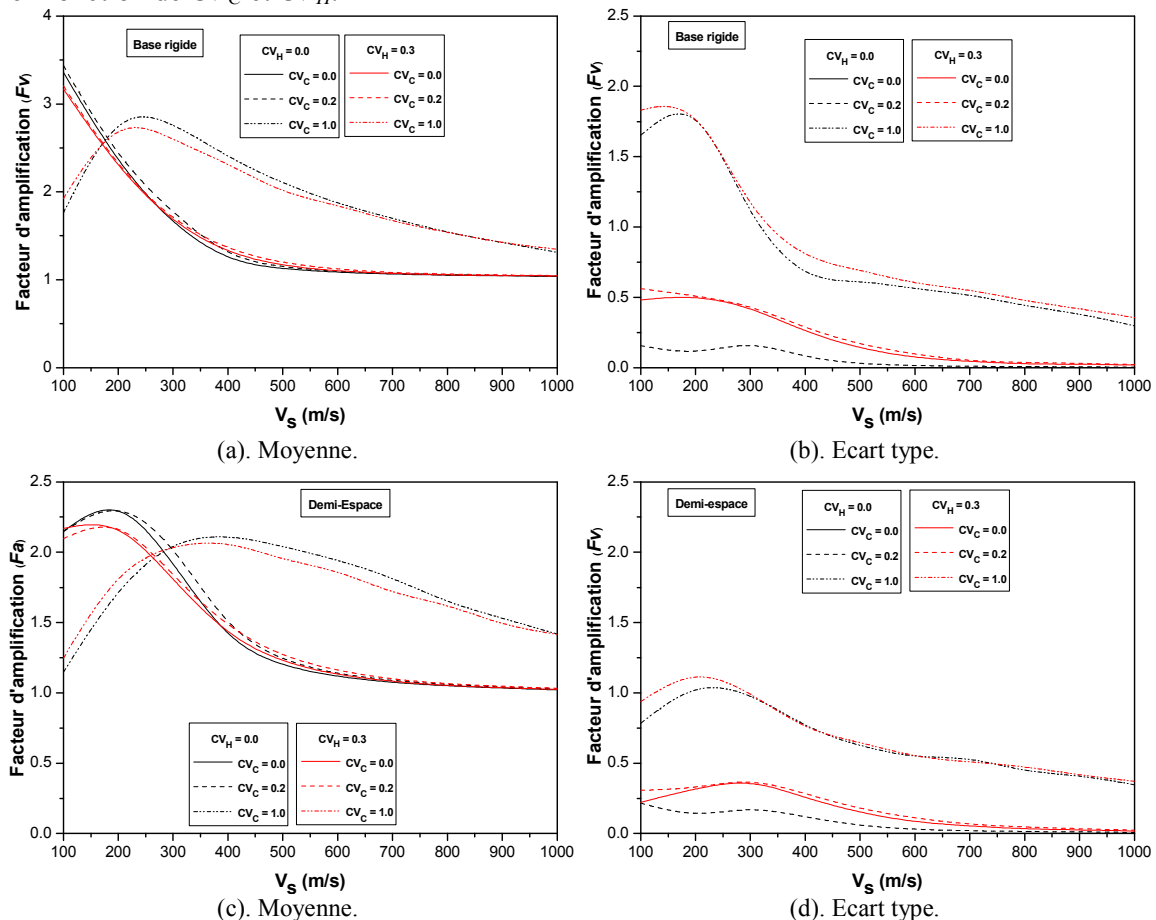 Base rigide
CV_H = 0.0
CV_C = 0.0
CV_C = 0.2
CV_C = 1.0
CV_H = 0.3
CV_C = 0.0
CV_C = 0.2
CV_C = 1.0
Facteur d'amplification (Fv)
4
3
2
1
0
100 200 300 400 500 600 700 800 900 1000
V_S (m/s)
(a). Moyenne.
Base rigide
CV_H = 0.0
CV_C = 0.0
CV_C = 0.2
CV_C = 1.0
CV_H = 0.3
CV_C = 0.0
CV_C = 0.2
CV_C = 1.0
Facteur d'amplification (Fv)
2.5
2.0
1.5
1.0
0.5
0.0
100 200 300 400 500 600 700 800 900 1000
V_S (m/s)
(b). Ecart type.
Demi-Espace
Facteur d'amplification (Fa)
2.5
2.0
1.5
1.0
0.5
0.0
CV_H = 0.0
CV_C = 0.0
CV_C = 0.2
CV_C = 1.0
CV_H = 0.3
CV_C = 0.0
CV_C = 0.2
CV_C = 1.0
100 200 300 400 500 600 700 800 900 1000
V_S (m/s)
(c). Moyenne.
Demi-espace
CV_H = 0.0
CV_C = 0.0
CV_C = 0.2
CV_C = 1.0
CV_H = 0.3
CV_C = 0.0
CV_C = 0.2
CV_C = 1.0
Facteur d'amplification (Fv)
2.5
2.0
1.5
1.0
0.5
0.0
100 200 300 400 500 600 700 800 900 1000
V_S (m/s)
(d). Ecart type.